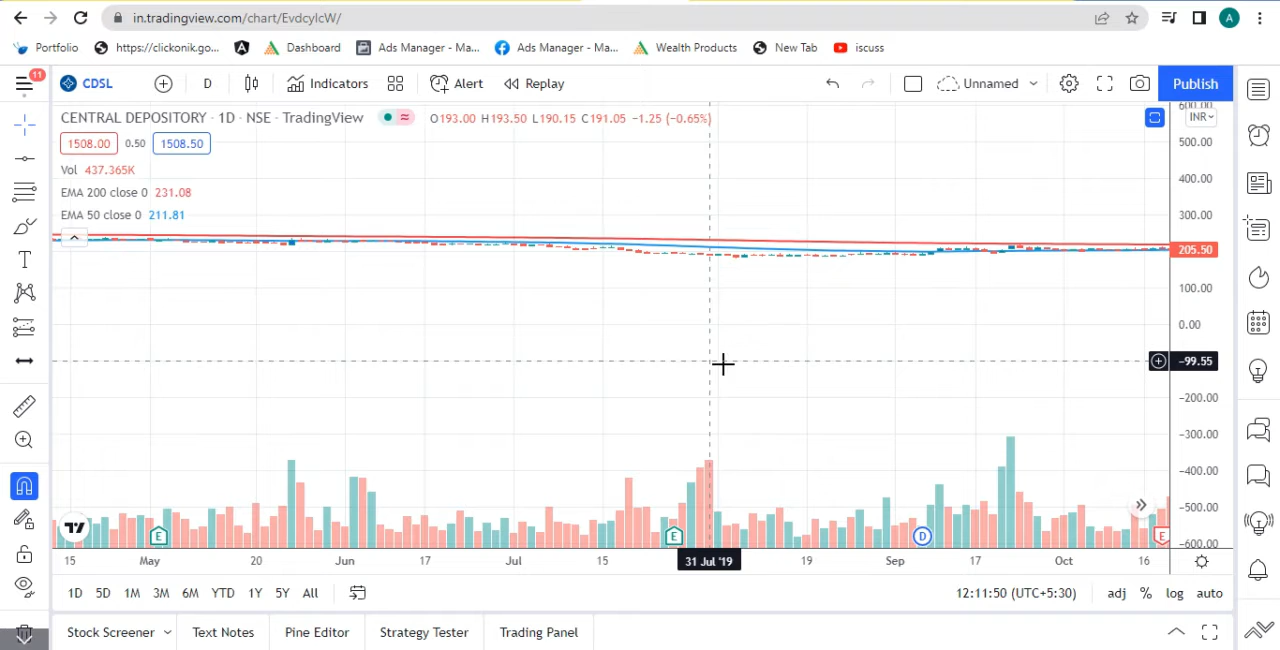 in.tradingview.com/chart/EvdcylcW/
A
Portfolio
https://clickonik.go...
Dashboard
Ads Manager - Ma...
Ads Manager - Ma...
Wealth Products
New Tab
iscuss
11
CDSL
D
Indicators
Alert
Replay
Unnamed
Publish
CENTRAL DEPOSITORY · 1D · NSE · TradingView
O193.00 H193.50 L190.15 C191.05 −1.25 (−0.65%)
INR
1508.00 0.50 1508.50
Vol 437.365K
EMA 200 close 0 231.08
EMA 50 close 0 211.81
600.00
500.00
400.00
300.00
205.50
100.00
0.00
−99.55
−200.00
−300.00
−400.00
−500.00
−600.00
E
E
D
E
15 May 20 Jun 17 Jul 15 31 Jul '19 19 Sep 17 Oct 16
1D 5D 1M 3M 6M YTD 1Y 5Y All
12:11:50 (UTC+5:30)
adj % log auto
Stock Screener
Text Notes
Pine Editor
Strategy Tester
Trading Panel